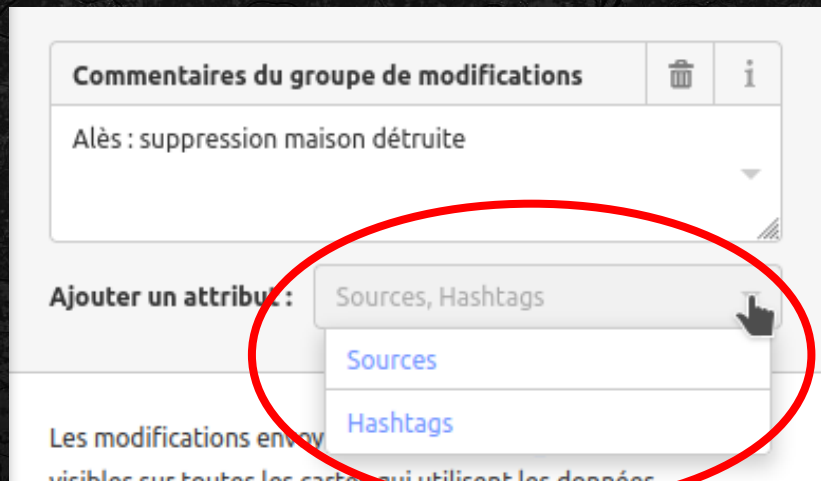 Commentaires du groupe de modifications i
Alès : suppression maison détruite
Ajouter un attribut : Sources, Hashtags
Sources
Hashtags
Les modifications envoy
visibles sur toutes les cartes qui utilisent les données